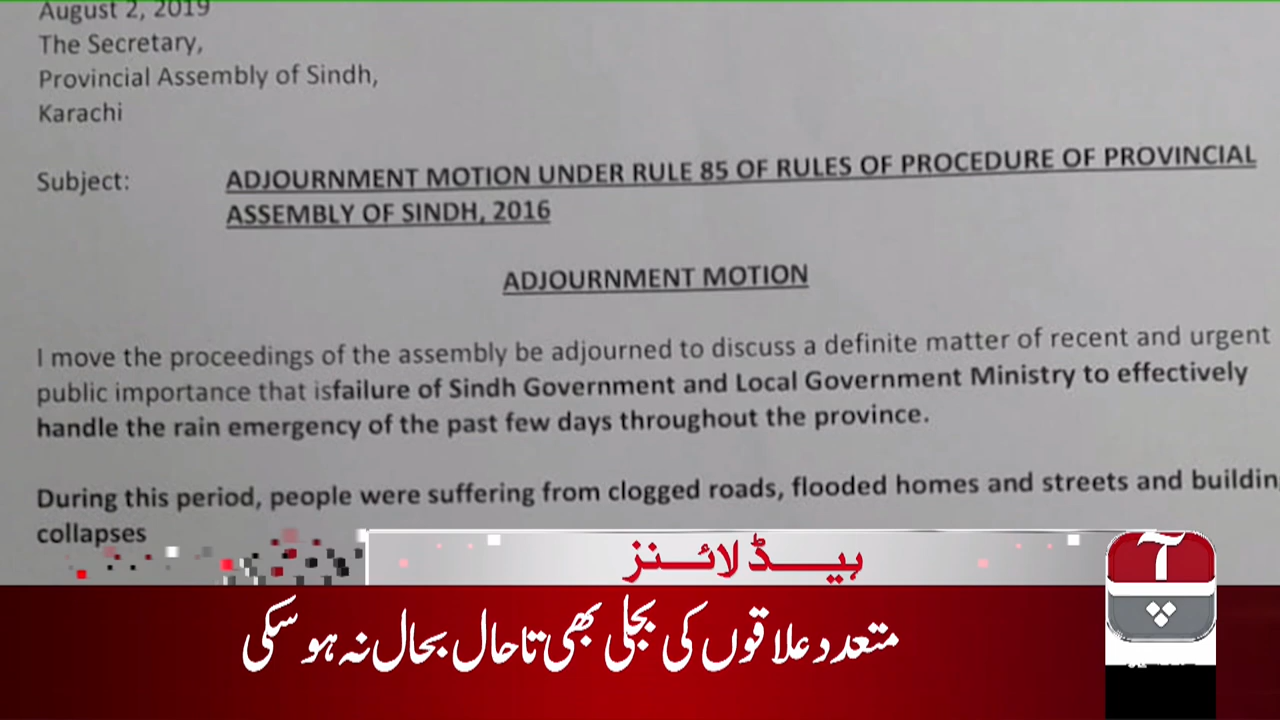 August 2, 2019
The Secretary,
Provincial Assembly of Sindh,
Karachi
Subject: ADJOURNMENT MOTION UNDER RULE 85 OF RULES OF PROCEDURE OF PROVINCIAL
ASSEMBLY OF SINDH, 2016
ADJOURNMENT MOTION
I move the proceedings of the assembly be adjourned to discuss a definite matter of recent and urgent
public importance that isfailure of Sindh Government and Local Government Ministry to effectively
handle the rain emergency of the past few days throughout the province.
During this period, people were suffering from clogged roads, flooded homes and streets and buildin
collapses
ہیڈ لائنز
آپ
متعدد علاقوں کی بجلی بھی تاحال بحال نہ ہوسکی